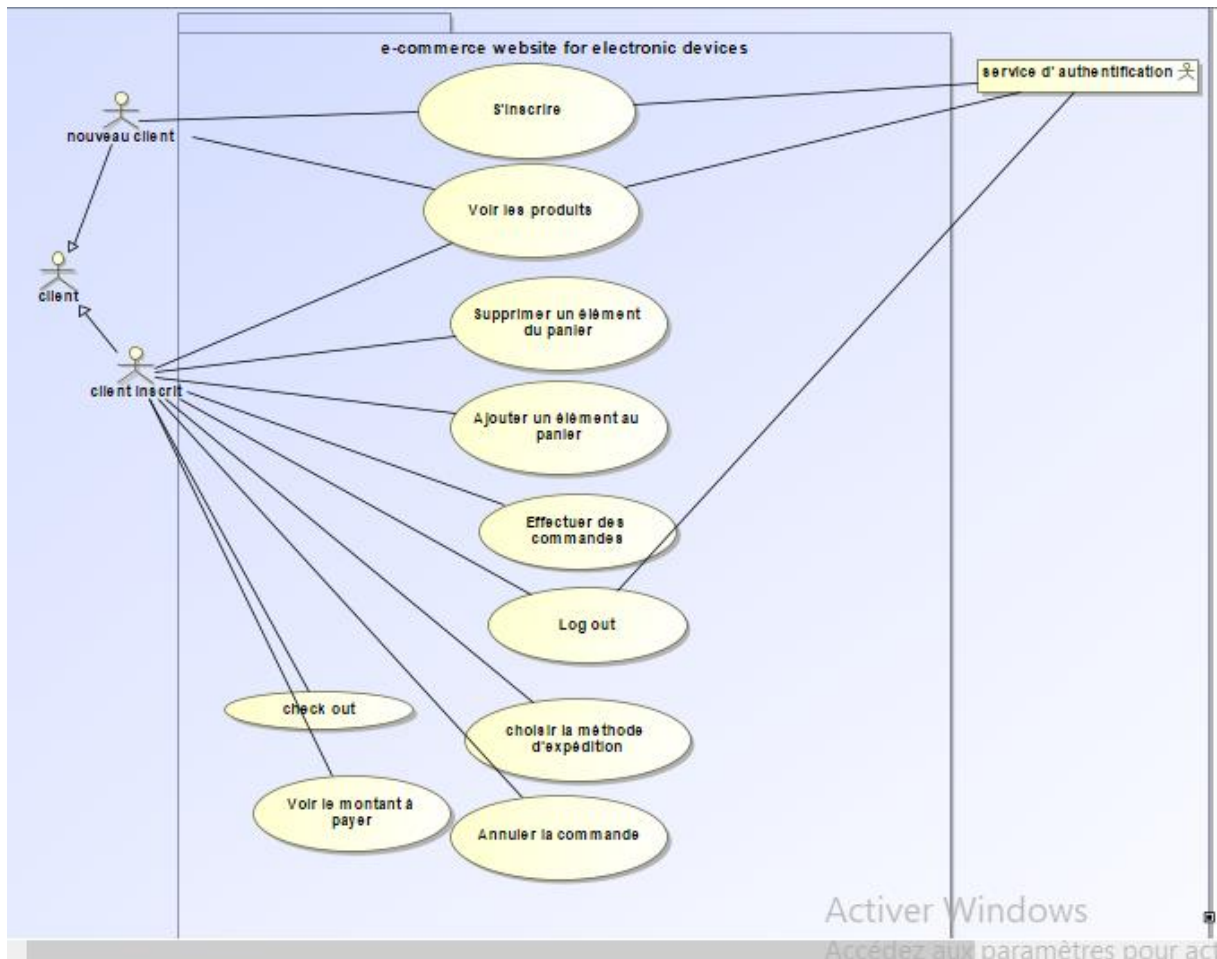 e-commerce website for electronic devices
service d'authentification
S'inscrire
nouveau client
Voir les produits
client
Supprimer un élément
du panier
client inscrit
Ajouter un élément au
panier
Effectuer des
commandes
Log out
check out
choisir la méthode
d'expédition
Voir le montant à
payer
Annuler la commande
Activer Windows
Accédez aux paramètres pour act